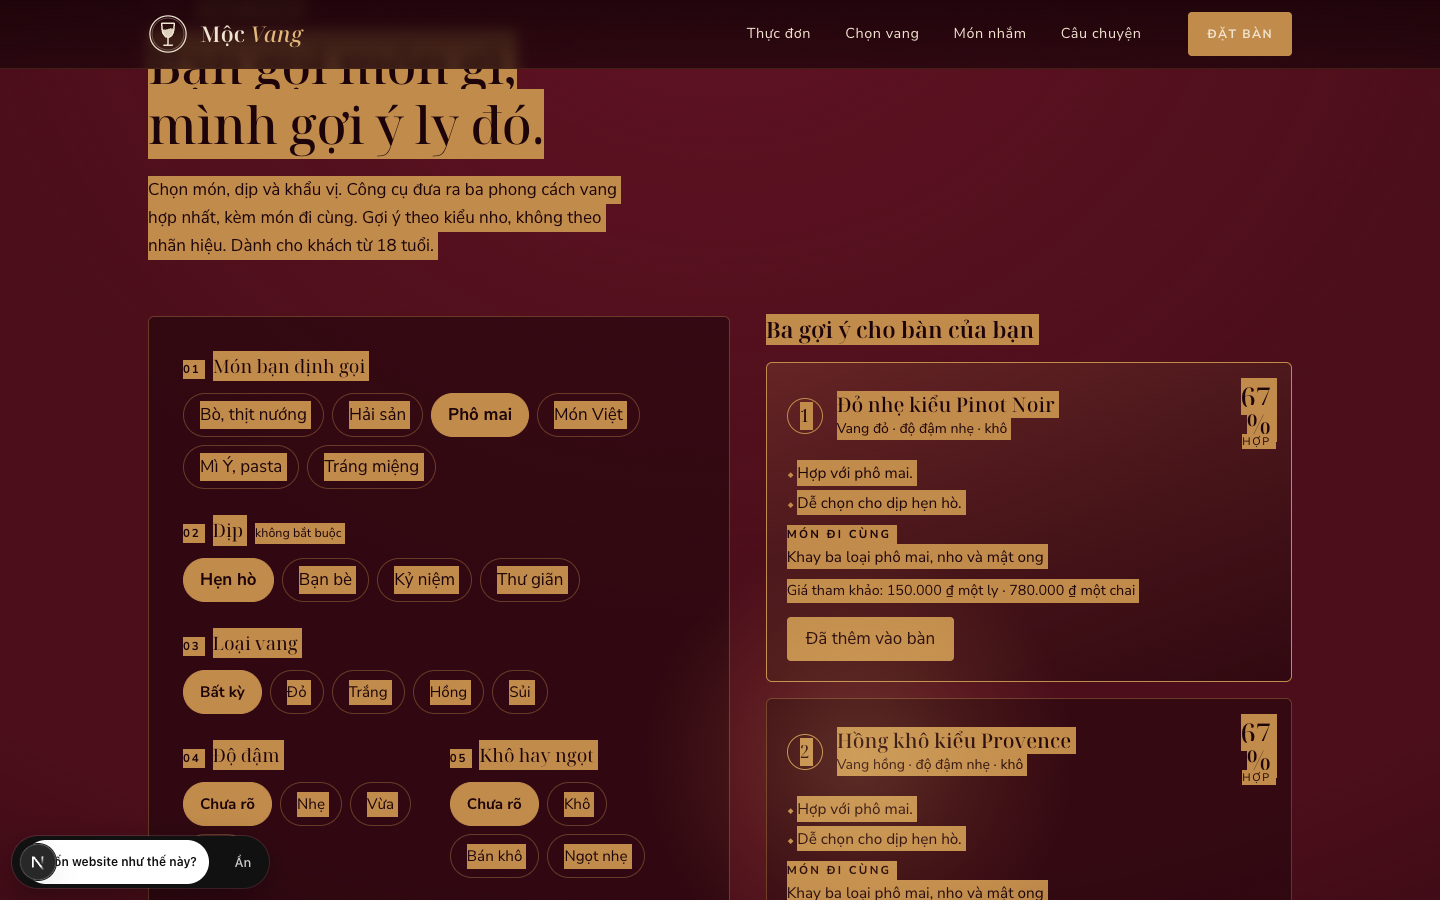 Mộc Vang
Thực đơn
Chọn vang
Món nhắm
Câu chuyện
ĐẶT BÀN
Bạn gọi món gì,
mình gợi ý ly đó.
Chọn món, dịp và khẩu vị. Công cụ đưa ra ba phong cách vang
hợp nhất, kèm món đi cùng. Gợi ý theo kiểu nho, không theo
nhãn hiệu. Dành cho khách từ 18 tuổi.
01 Món bạn định gọi
Bò, thịt nướng
Hải sản
Phô mai
Món Việt
Mì Ý, pasta
Tráng miệng
02 Dịp không bắt buộc
Hẹn hò
Bạn bè
Kỷ niệm
Thư giãn
03 Loại vang
Bất kỳ
Đỏ
Trắng
Hồng
Sủi
04 Độ đậm
Chưa rõ
Nhẹ
Vừa
05 Khô hay ngọt
Chưa rõ
Khô
Bán khô
Ngọt nhẹ
Ba gợi ý cho bàn của bạn
1
Đỏ nhẹ kiểu Pinot Noir
Vang đỏ · độ đậm nhẹ · khô
67
%
HỢP
Hợp với phô mai.
Dễ chọn cho dịp hẹn hò.
MÓN ĐI CÙNG
Khay ba loại phô mai, nho và mật ong
Giá tham khảo: 150.000 ₫ một ly · 780.000 ₫ một chai
Đã thêm vào bàn
2
Hồng khô kiểu Provence
Vang hồng · độ đậm nhẹ · khô
67
%
HỢP
Hợp với phô mai.
Dễ chọn cho dịp hẹn hò.
MÓN ĐI CÙNG
Khay ba loại phô mai, nho và mật ong
N
website như thế này?
Ẩn